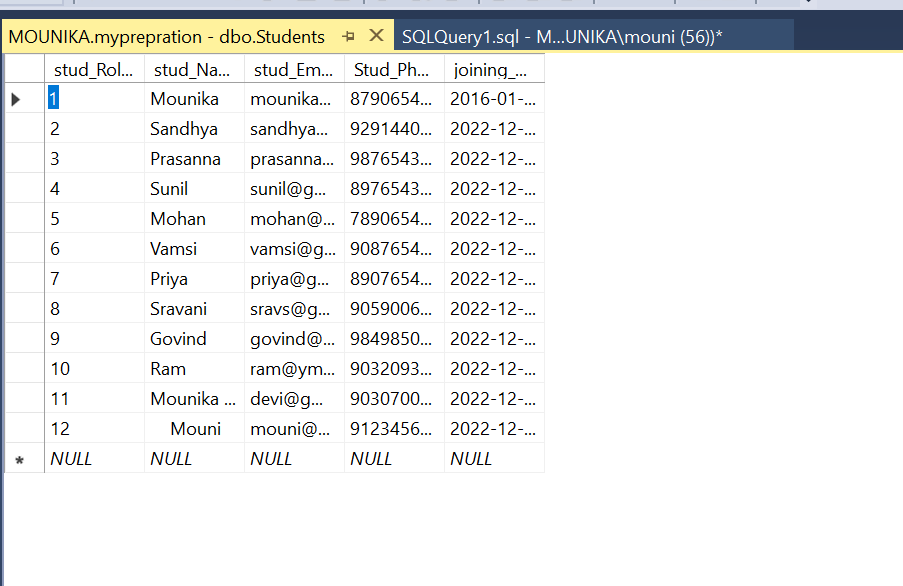 MOUNIKA.myprepration - dbo.Students SQLQuery1.sql - M...UNIKA\mouni (56))*
stud_Rol... stud_Na... stud_Em... Stud_Ph... joining_...
1 Mounika mounika... 8790654... 2016-01-...
2 Sandhya sandhya... 9291440... 2022-12-...
3 Prasanna prasanna... 9876543... 2022-12-...
4 Sunil sunil@g... 8976543... 2022-12-...
5 Mohan mohan@... 7890654... 2022-12-...
6 Vamsi vamsi@g... 9087654... 2022-12-...
7 Priya priya@g... 8907654... 2022-12-...
8 Sravani sravs@g... 9059006... 2022-12-...
9 Govind govind@... 9849850... 2022-12-...
10 Ram ram@ym... 9032093... 2022-12-...
11 Mounika ... devi@g... 9030700... 2022-12-...
12 Mouni mouni@... 9123456... 2022-12-...
NULL NULL NULL NULL NULL